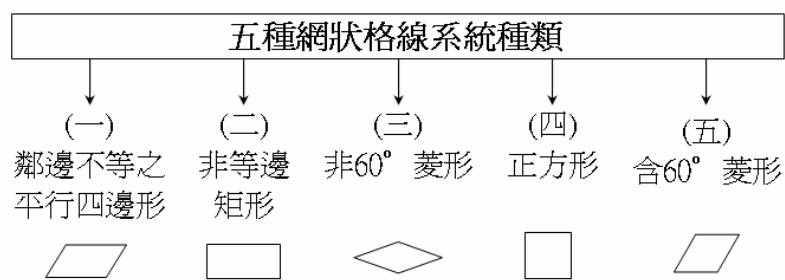 五種網狀格線系統種類
(一)
鄰邊不等之
平行四邊形
(二)
非等邊
矩形
(三)
非60°菱形
(四)
正方形
(五)
含60°菱形